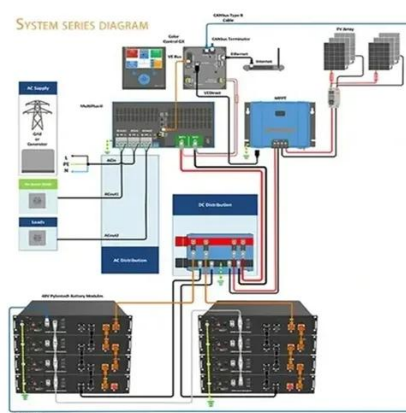 SYSTEM SERIES DIAGRAM
CANbus Type B
Cable
PV Array
Color
Control GX
CANbus Terminator
Ethernet
Ethernet
VE Bus
VE Direct
AC Supply
MultiPlus-II
MPPT
Grid
or
Generator
L
PE
N
ACin
ACout1
Loads
ACout2
DC Distribution
AC Distribution
48V Pylontech Battery Modules